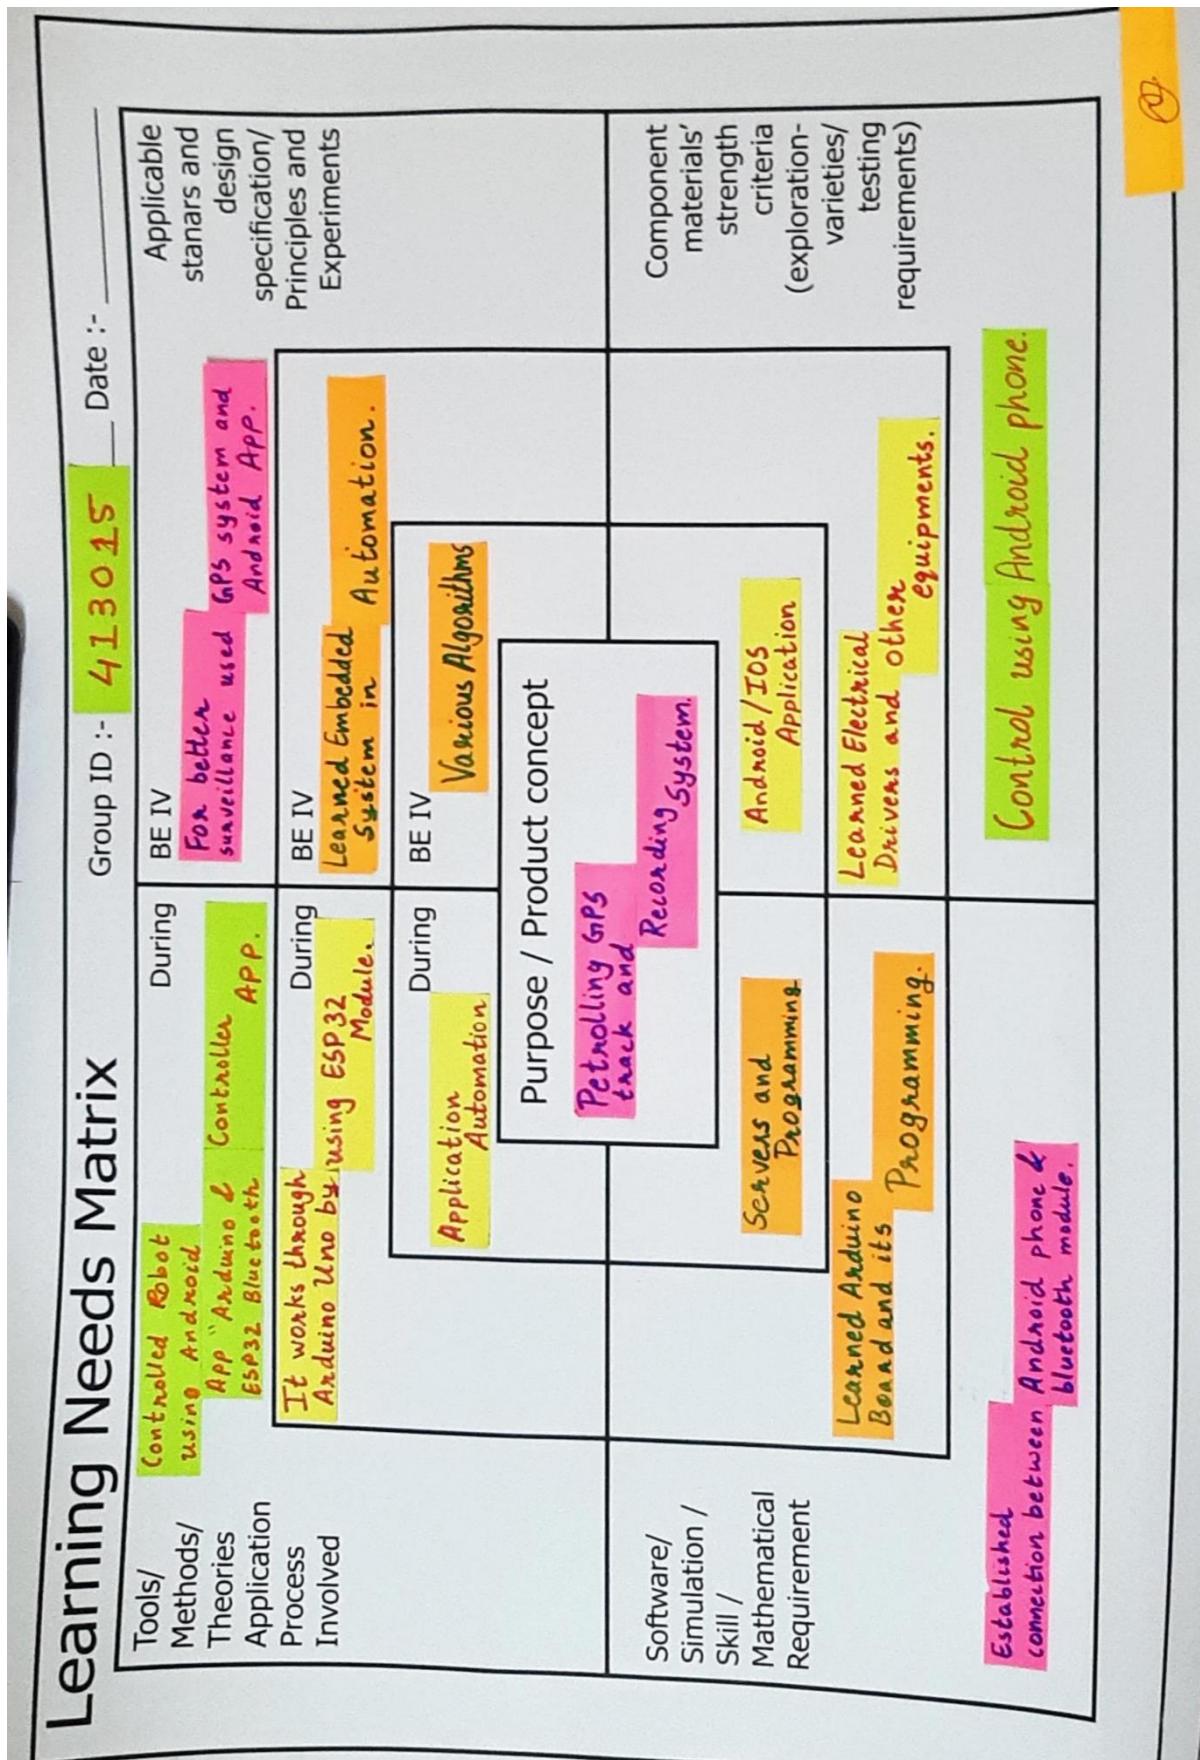 Learning Needs Matrix
Group ID :- 413015 Date :-
Tools/
Methods/
Theories
Application
Process
Involved
Controlled Robot
using Android
App "Arduino &
ESP32 Bluetooth
Controller
APP.
During
It works through
Arduino Uno by
using ESP32
Module.
During
Application
Automation
During
BE IV
For better
surveillance used
GPS system and
Android App.
BE IV
Learned Embedded
System in
Automation.
BE IV
Various Algorithms
Applicable
stanars and
design
specification/
Principles and
Experiments
Purpose / Product concept
Petrolling GPS
track and
Recording
System.
Software/
Simulation /
Skill /
Mathematical
Requirement
Servers and
Programming
Learned Arduino
Board and its
Programming.
Established
connection between
Android phone &
bluetooth module.
Android/IOS
Application
Learned Electrical
Drivers and other
equipments.
Control using Android phone.
Component
materials'
strength
criteria
(exploration-
varieties/
testing
requirements)